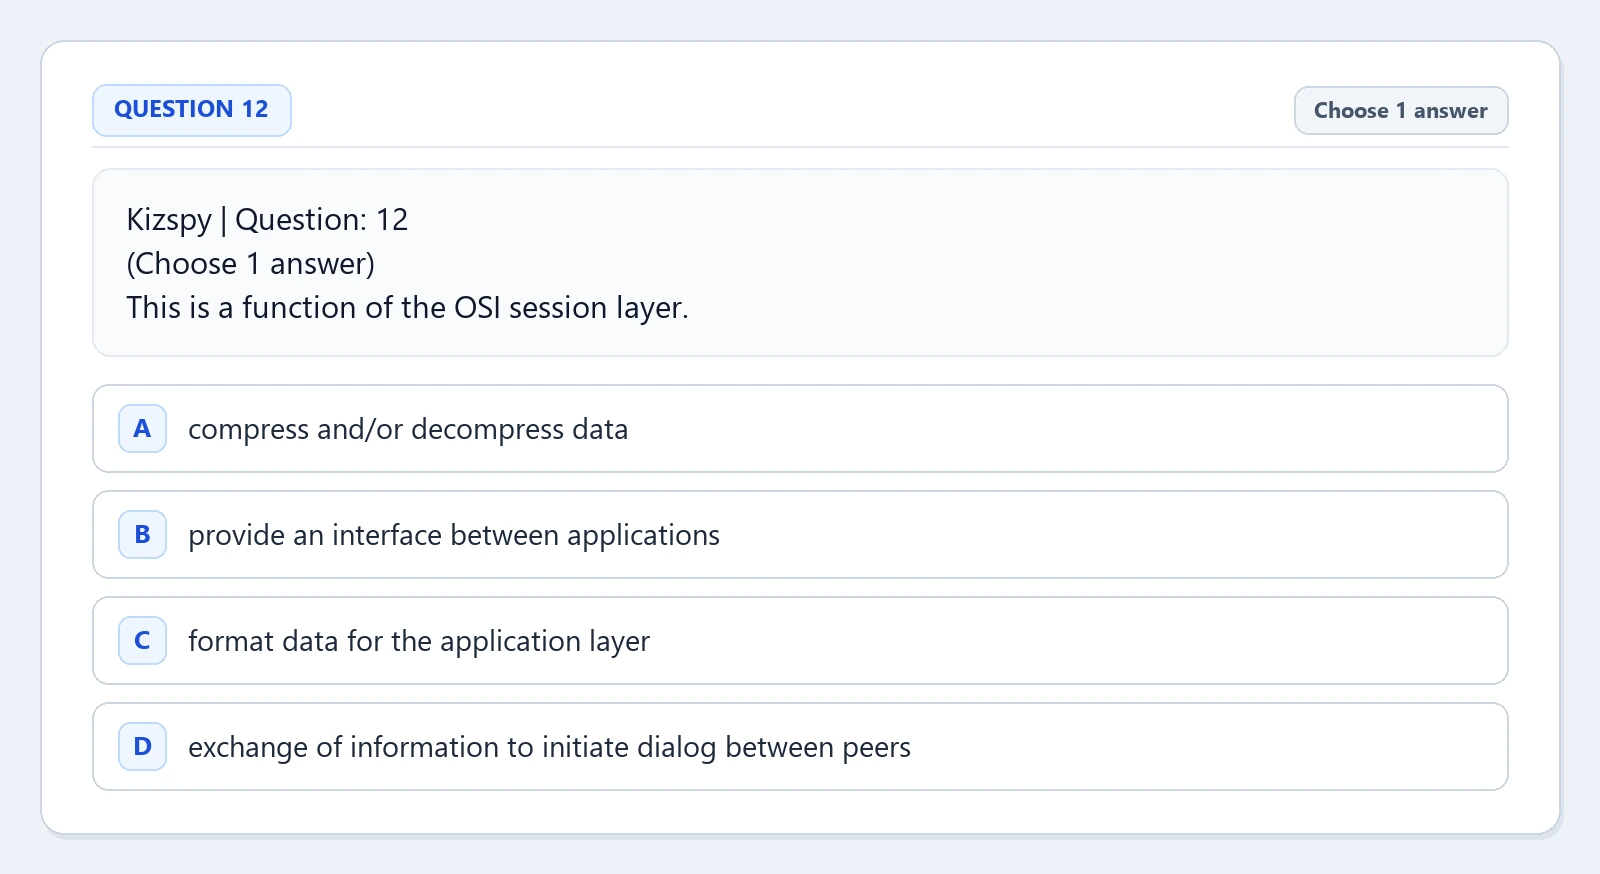 QUESTION 12
Choose 1 answer
Kizspy | Question: 12
(Choose 1 answer)
This is a function of the OSI session layer.
A compress and/or decompress data
B provide an interface between applications
C format data for the application layer
D exchange of information to initiate dialog between peers